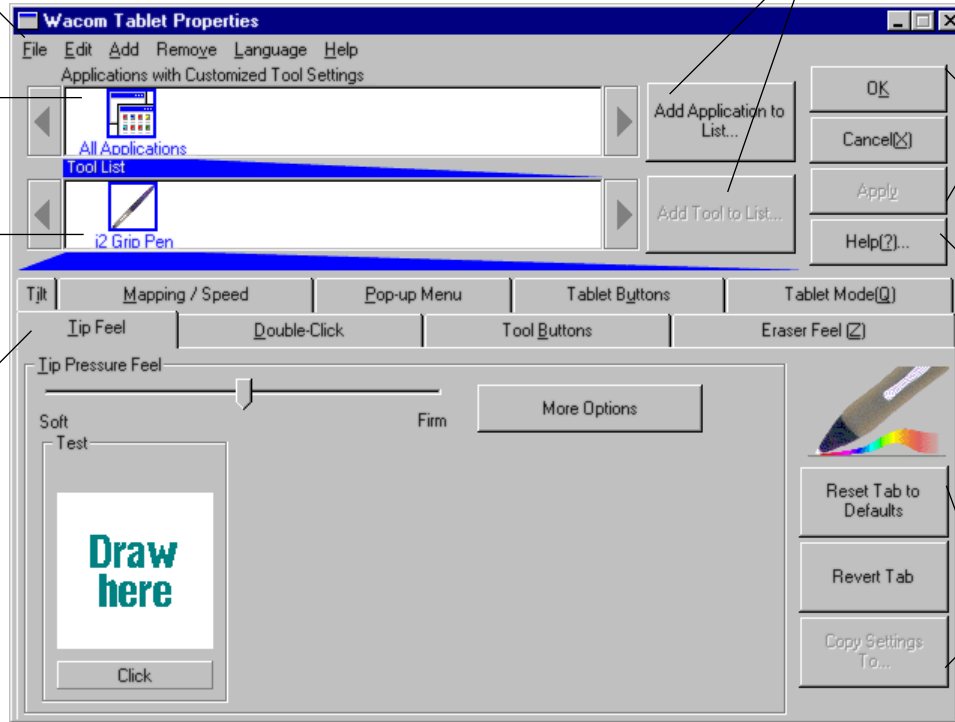 Wacom Tablet Properties
File Edit Add Remove Language Help
Applications with Customized Tool Settings
All Applications
Add Application to
List...
OK
Cancel(X)
Tool List
i2 Grip Pen
Add Tool to List...
Apply
Help(?)...
Tilt Mapping / Speed Pop-up Menu Tablet Buttons Tablet Mode(Q)
Tip Feel Double-Click Tool Buttons Eraser Feel (Z)
Tip Pressure Feel
Soft Firm
More Options
Test
Draw
here
Click
Reset Tab to
Defaults
Revert Tab
Copy Settings
To...